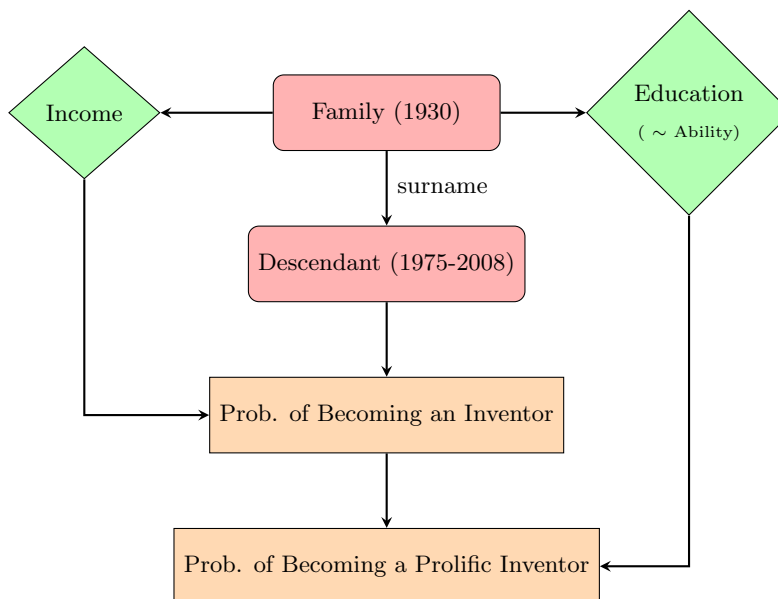 Income
Family (1930)
Education
( ∼ Ability)
surname
Descendant (1975-2008)
Prob. of Becoming an Inventor
Prob. of Becoming a Prolific Inventor